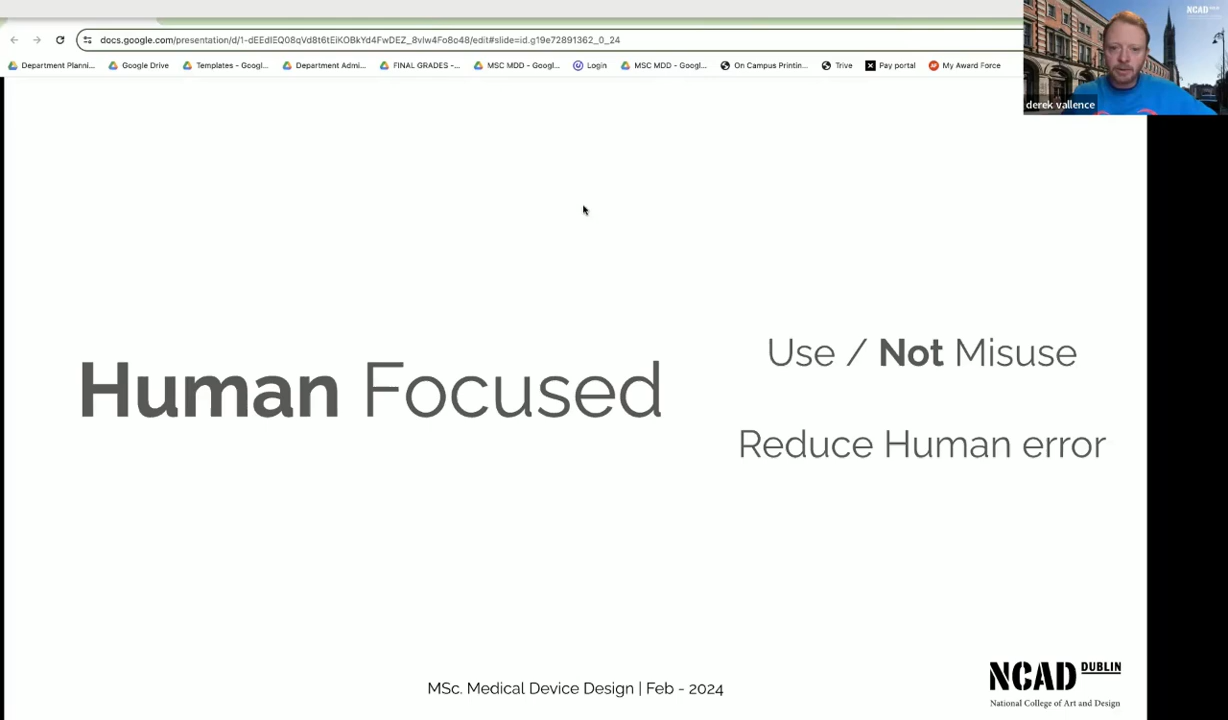 docs.google.com/presentation/d/1-dEEdIEQ08qVd8t6tEiKOBkYd4FwDEZ_8vlw4Fo8o48/edit#slide=id.g19e72891362_0_24
Department Planni... Google Drive Templates - Googl... Department Admi... FINAL GRADES -... MSC MDD - Googl... Login MSC MDD - Googl... On Campus Printin... Trive Pay portal My Award Force
NCAD
derek vallence
Human Focused
Use / Not Misuse
Reduce Human error
MSc. Medical Device Design | Feb - 2024
NCAD DUBLIN
National College of Art and Design